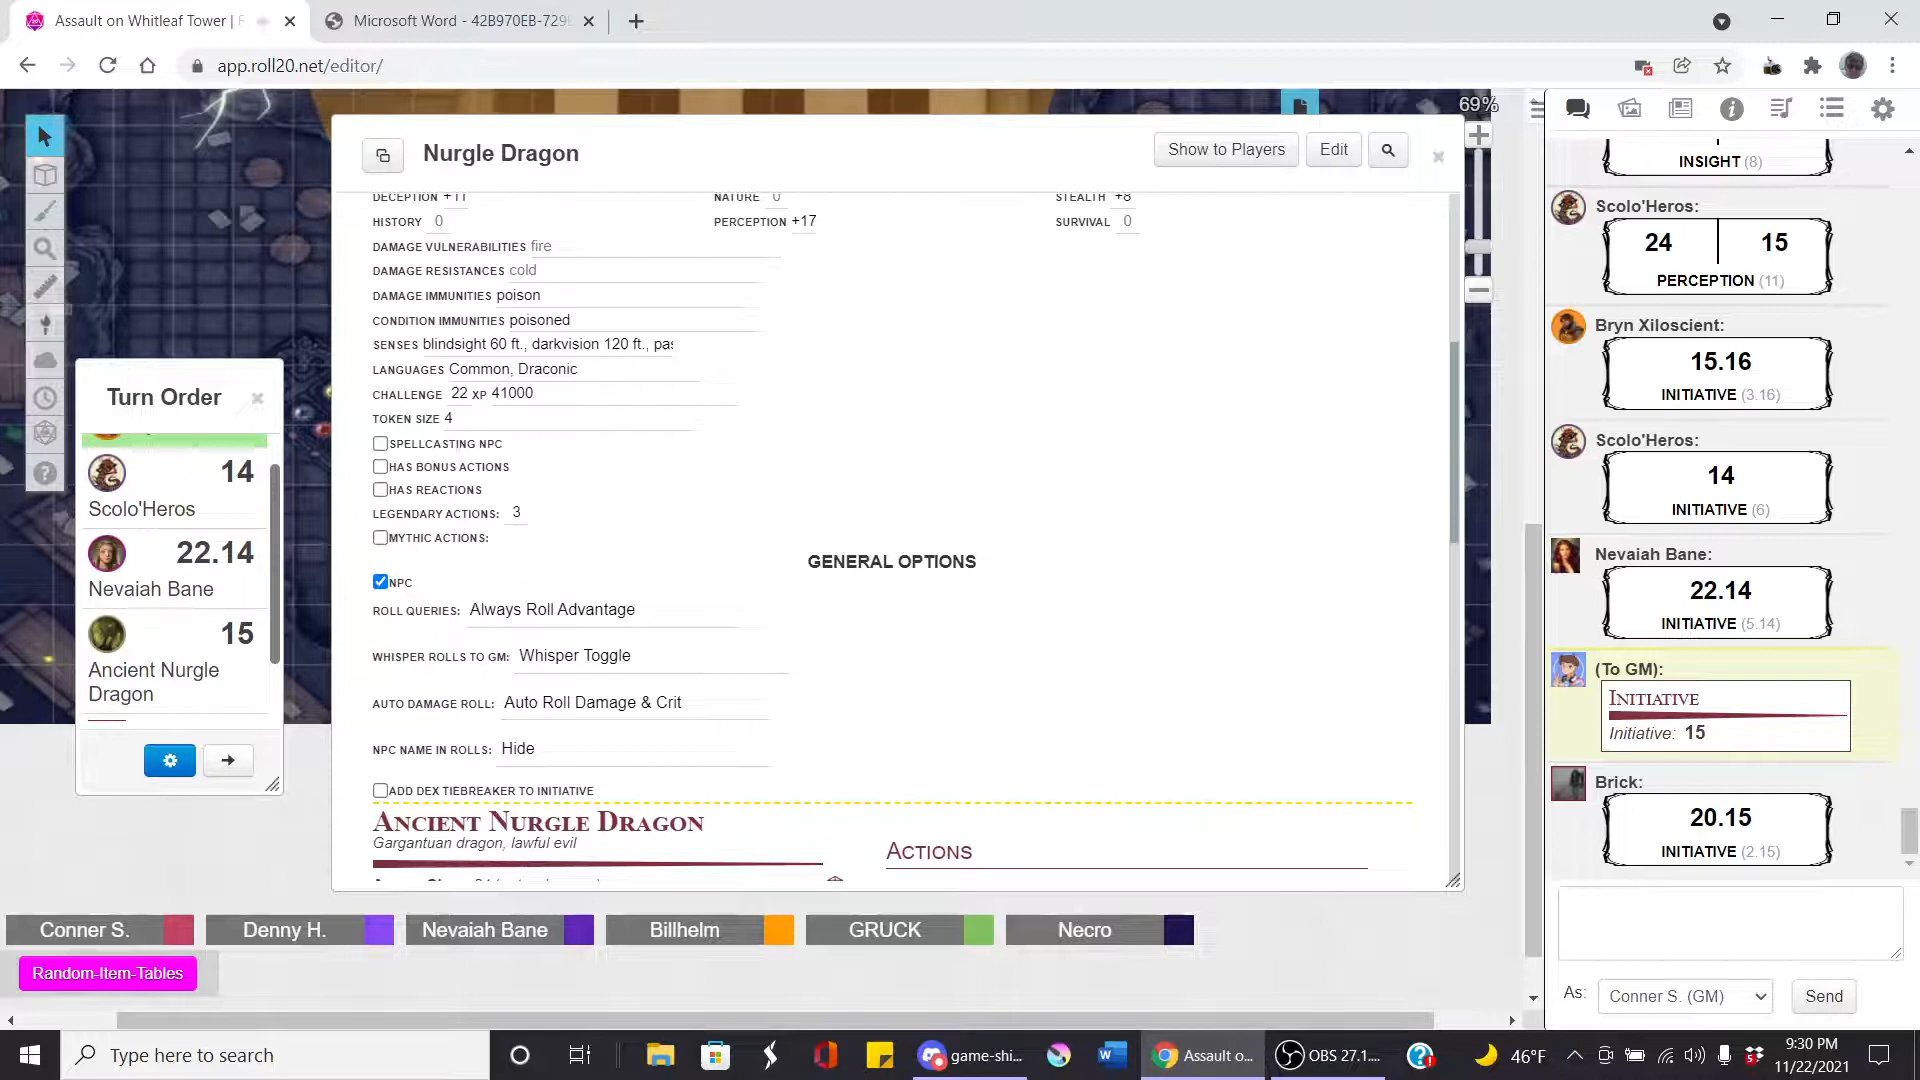 Assault on Whitleaf Tower |
Microsoft Word - 42B970EB-729E
app.roll20.net/editor/
69%
Nurgle Dragon
Show to Players
Edit
DECEPTION +11
NATURE 0
STEALTH +8
HISTORY 0
PERCEPTION +17
SURVIVAL 0
DAMAGE VULNERABILITIES fire
DAMAGE RESISTANCES cold
DAMAGE IMMUNITIES poison
CONDITION IMMUNITIES poisoned
SENSES blindsight 60 ft., darkvision 120 ft., pas
LANGUAGES Common, Draconic
CHALLENGE 22 XP 41000
TOKEN SIZE 4
SPELLCASTING NPC
HAS BONUS ACTIONS
HAS REACTIONS
LEGENDARY ACTIONS: 3
MYTHIC ACTIONS:
GENERAL OPTIONS
NPC
ROLL QUERIES: Always Roll Advantage
WHISPER ROLLS TO GM: Whisper Toggle
AUTO DAMAGE ROLL: Auto Roll Damage & Crit
NPC NAME IN ROLLS: Hide
ADD DEX TIEBREAKER TO INITIATIVE
ANCIENT NURGLE DRAGON
Gargantuan dragon, lawful evil
ACTIONS
Turn Order
14
Scolo'Heros
22.14
Nevaiah Bane
15
Ancient Nurgle
Dragon
INSIGHT (8)
Scolo'Heros:
24 15
PERCEPTION (11)
Bryn Xiloscient:
15.16
INITIATIVE (3.16)
Scolo'Heros:
14
INITIATIVE (6)
Nevaiah Bane:
22.14
INITIATIVE (5.14)
(To GM):
INITIATIVE
Initiative: 15
Brick:
20.15
INITIATIVE (2.15)
As: Conner S. (GM)
Send
Conner S.
Denny H.
Nevaiah Bane
Billhelm
GRUCK
Necro
Random-Item-Tables
Type here to search
game-shi...
Assault o...
OBS 27.1....
46°F
5
9:30 PM
11/22/2021